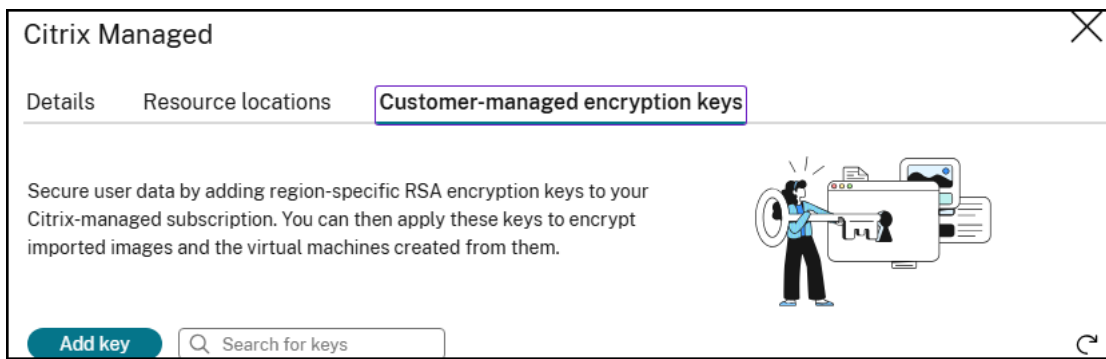 Citrix Managed
Details Resource locations Customer-managed encryption keys
Secure user data by adding region-specific RSA encryption keys to your
Citrix-managed subscription. You can then apply these keys to encrypt
imported images and the virtual machines created from them.
Add key Search for keys